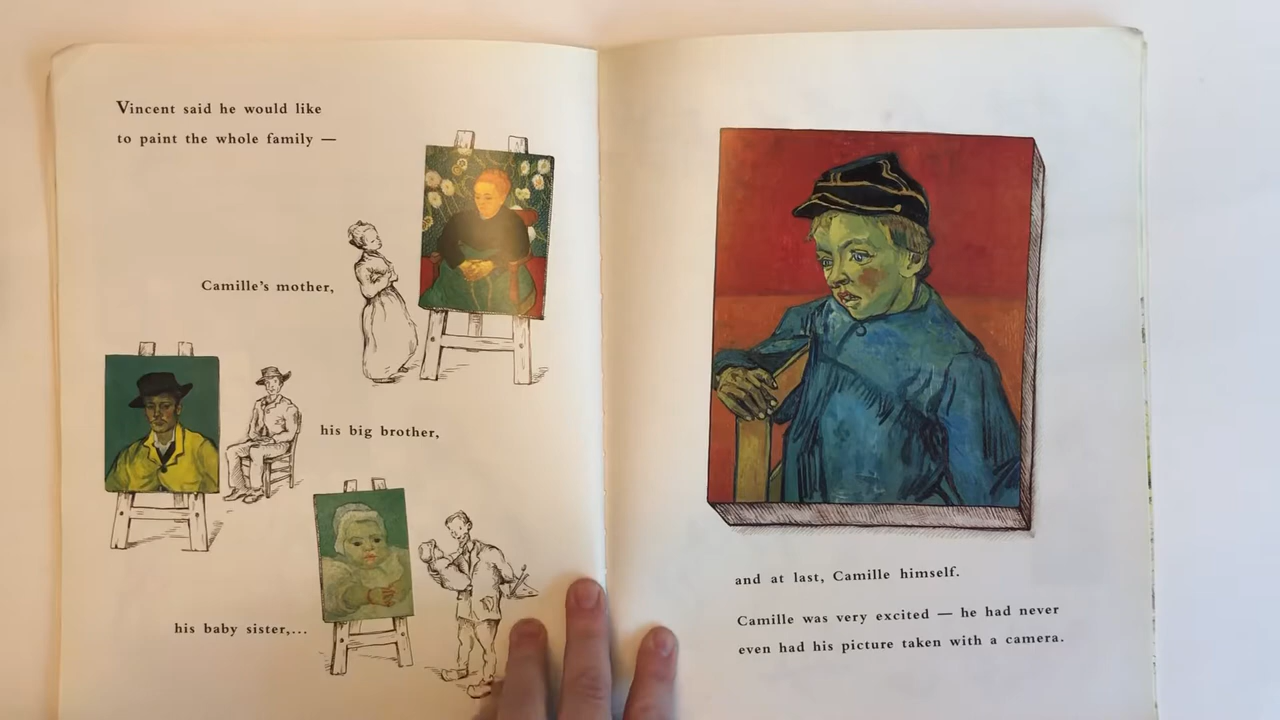 Vincent said he would like
to paint the whole family —
Camille's mother,
his big brother,
his baby sister,...
and at last, Camille himself.
Camille was very excited — he had never
even had his picture taken with a camera.